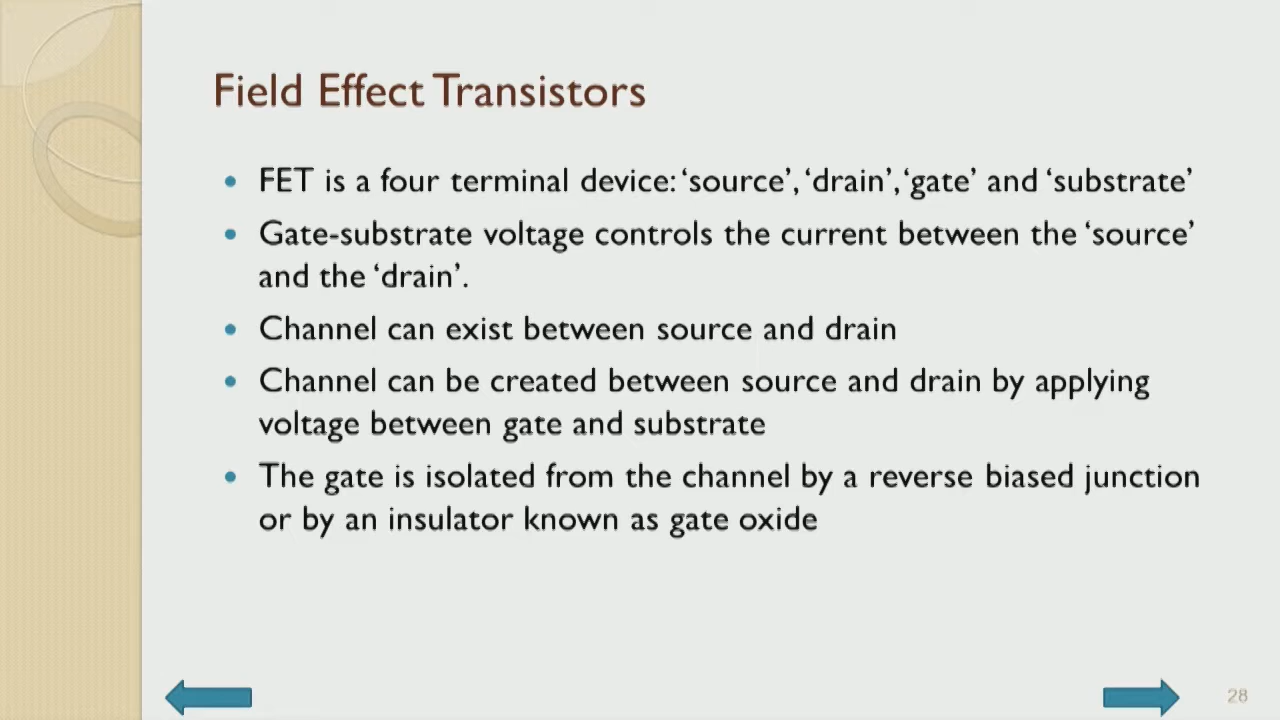 Field Effect Transistors
• FET is a four terminal device: ‘source’, ‘drain’, ‘gate’ and ‘substrate’
• Gate-substrate voltage controls the current between the ‘source’
and the ‘drain’.
• Channel can exist between source and drain
• Channel can be created between source and drain by applying
voltage between gate and substrate
• The gate is isolated from the channel by a reverse biased junction
or by an insulator known as gate oxide
28